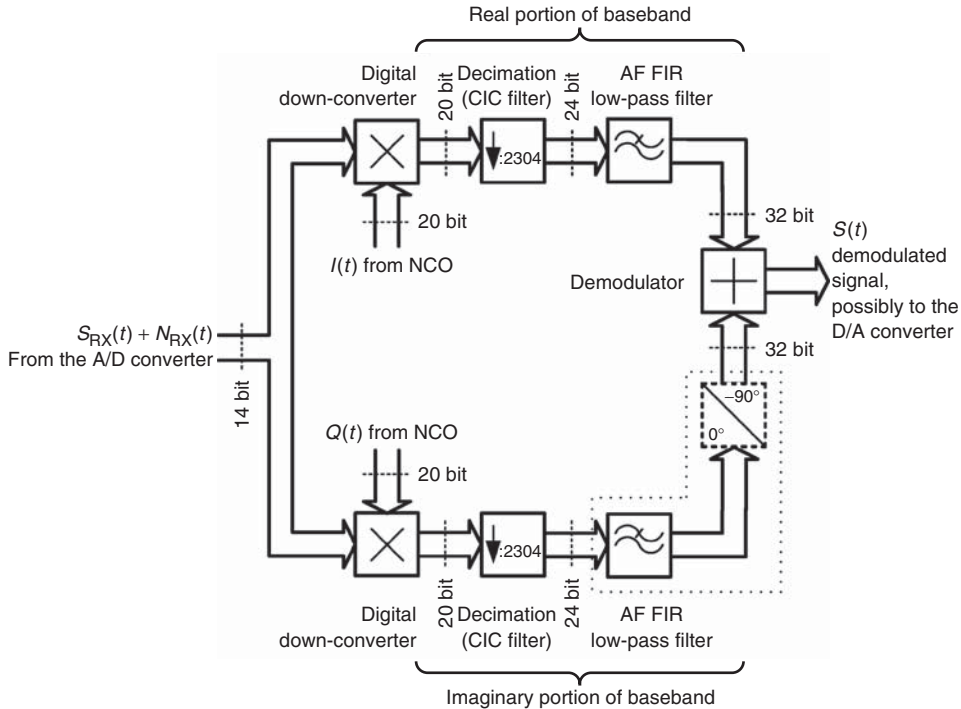 Real portion of baseband
Digital
down-converter
20 bit
Decimation
(CIC filter)
24 bit
AF FIR
low-pass filter
:2304
20 bit
I(t) from NCO
32 bit
S(t)
demodulated
signal,
possibly to the
D/A converter
Demodulator
S_RX(t) + N_RX(t)
From the A/D converter
14 bit
32 bit
–90°
0°
Q(t) from NCO
20 bit
:2304
20 bit
24 bit
Digital
down-converter
Decimation
(CIC filter)
AF FIR
low-pass filter
Imaginary portion of baseband